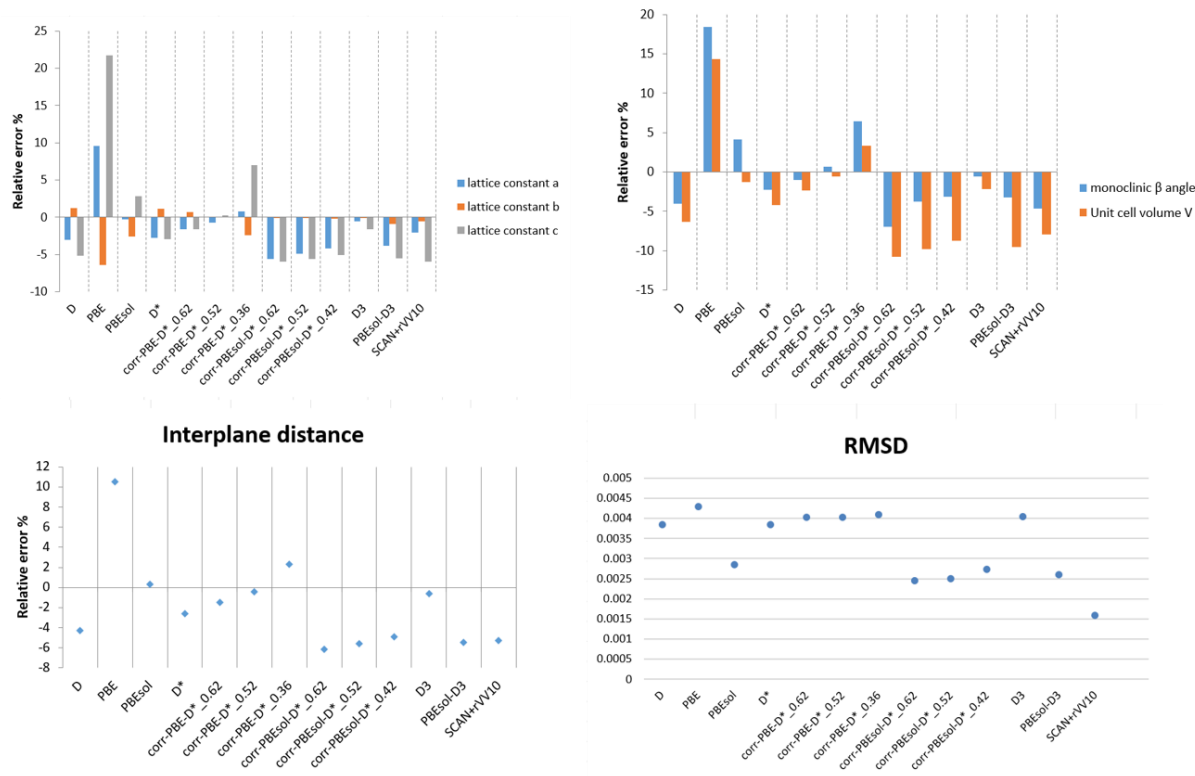 Relative error %
25
20
15
10
5
0
-5
-10
D
PBE
PBEsol
D*
corr-PBE-D*_0.62
corr-PBE-D*_0.52
corr-PBE-D*_0.36
corr-PBEsol-D*_0.62
corr-PBEsol-D*_0.52
corr-PBEsol-D*_0.42
D3
PBEsol-D3
SCAN+rVV10
lattice constant a
lattice constant b
lattice constant c
Relative error %
20
15
10
5
0
-5
-10
-15
D
PBE
PBEsol
D*
corr-PBE-D*_0.62
corr-PBE-D*_0.52
corr-PBE-D*_0.36
corr-PBEsol-D*_0.62
corr-PBEsol-D*_0.52
corr-PBEsol-D*_0.42
D3
PBEsol-D3
SCAN+rVV10
monoclinic β angle
Unit cell volume V
Interplane distance
Relative error %
12
10
8
6
4
2
0
-2
-4
-6
-8
D
PBE
PBEsol
D*
corr-PBE-D*_0.62
corr-PBE-D*_0.52
corr-PBE-D*_0.36
corr-PBEsol-D*_0.62
corr-PBEsol-D*_0.52
corr-PBEsol-D*_0.42
D3
PBEsol-D3
SCAN+rVV10
RMSD
0.005
0.0045
0.004
0.0035
0.003
0.0025
0.002
0.0015
0.001
0.0005
0
D
PBE
PBEsol
D*
corr-PBE-D*_0.62
corr-PBE-D*_0.52
corr-PBE-D*_0.36
corr-PBEsol-D*_0.62
corr-PBEsol-D*_0.52
corr-PBEsol-D*_0.42
D3
PBEsol-D3
SCAN+rVV10